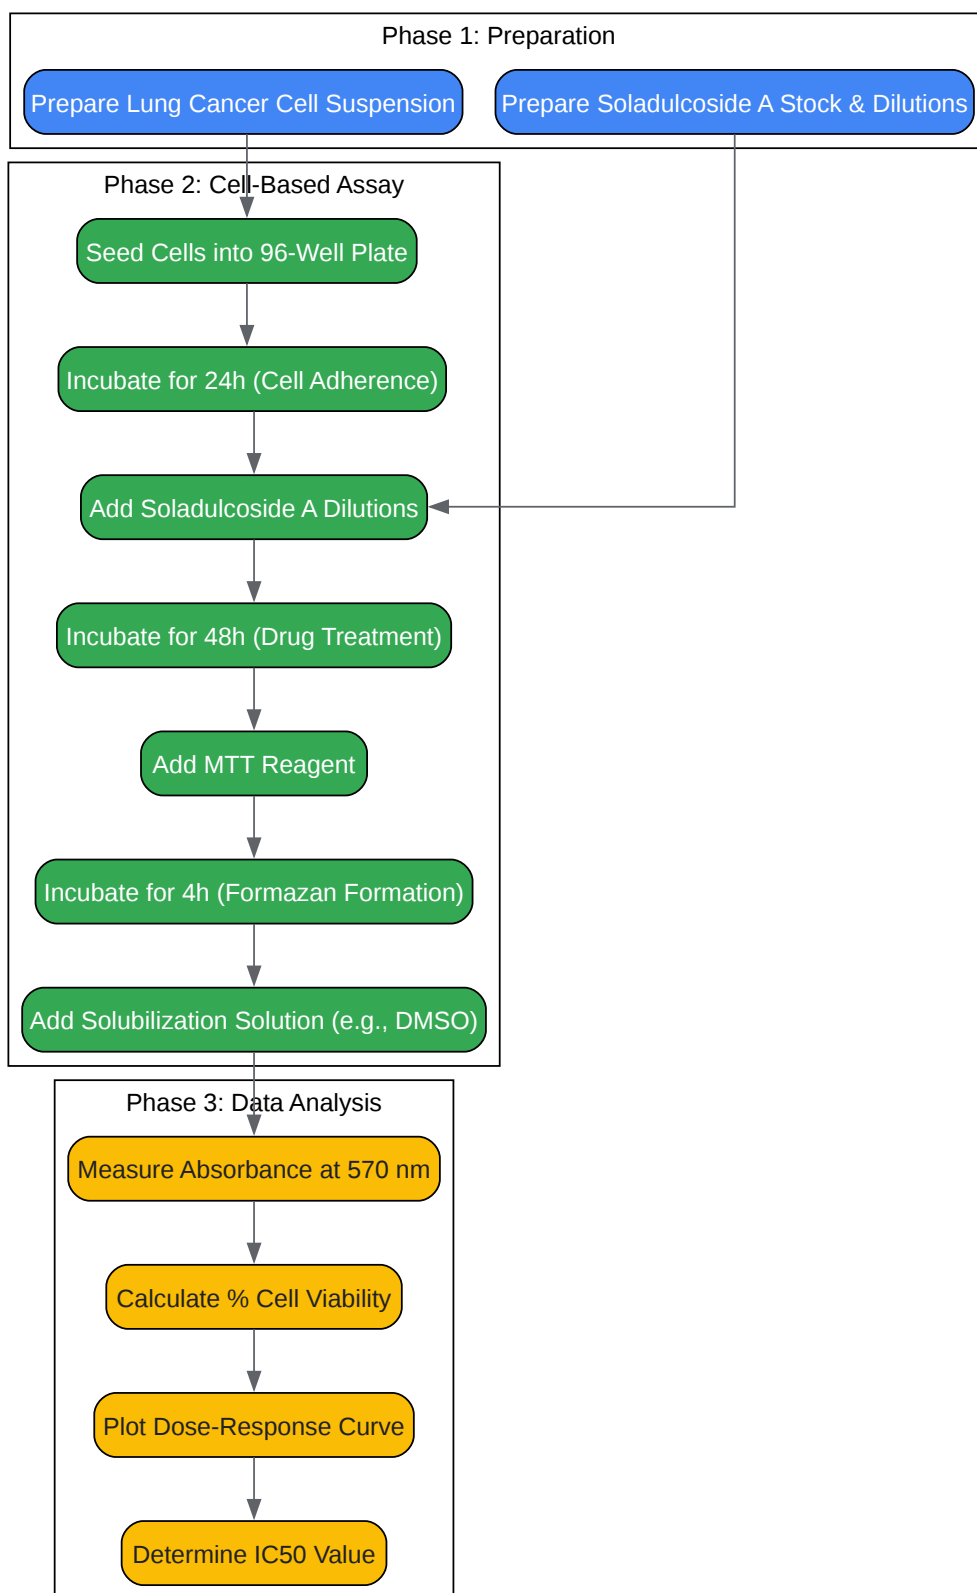 Phase 1: Preparation
Prepare Lung Cancer Cell Suspension
Prepare Soladulcoside A Stock & Dilutions
Phase 2: Cell-Based Assay
Seed Cells into 96-Well Plate
Incubate for 24h (Cell Adherence)
Add Soladulcoside A Dilutions
Incubate for 48h (Drug Treatment)
Add MTT Reagent
Incubate for 4h (Formazan Formation)
Add Solubilization Solution (e.g., DMSO)
Phase 3: Data Analysis
Measure Absorbance at 570 nm
Calculate % Cell Viability
Plot Dose-Response Curve
Determine IC50 Value